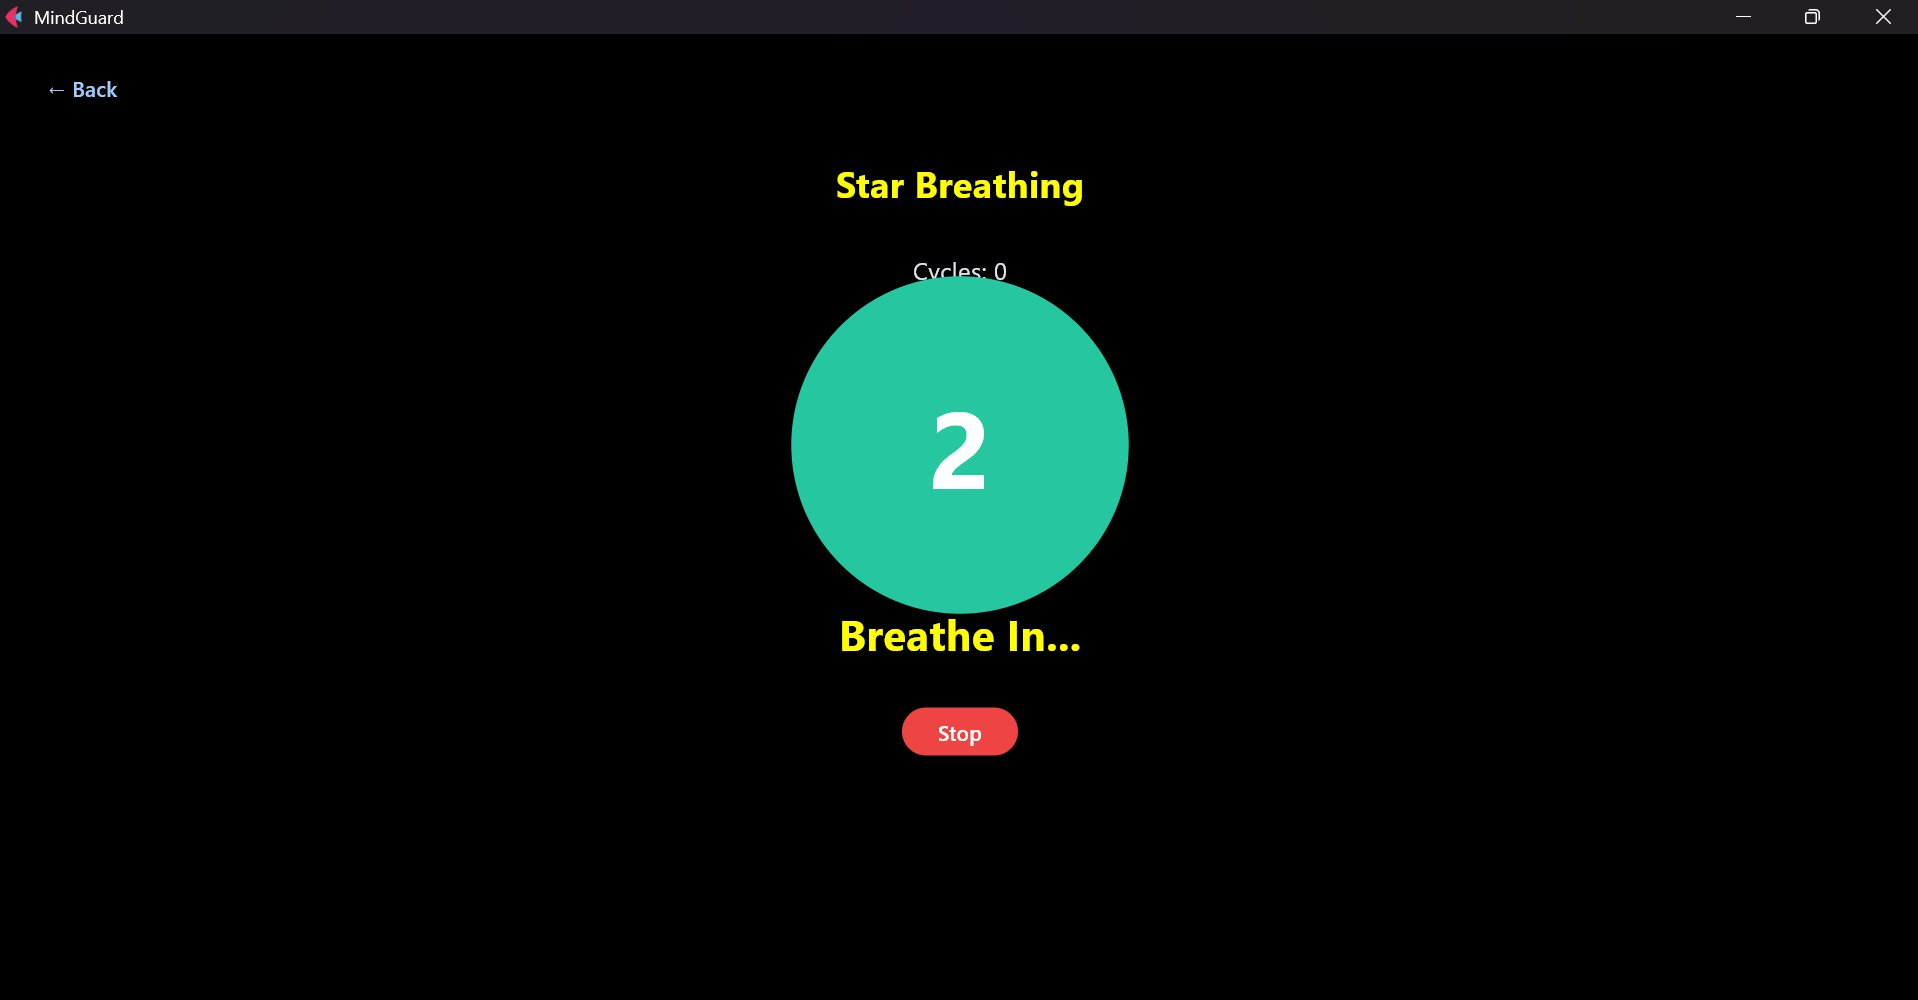 MindGuard
← Back
Star Breathing
Cycles: 0
2
Breathe In...
Stop